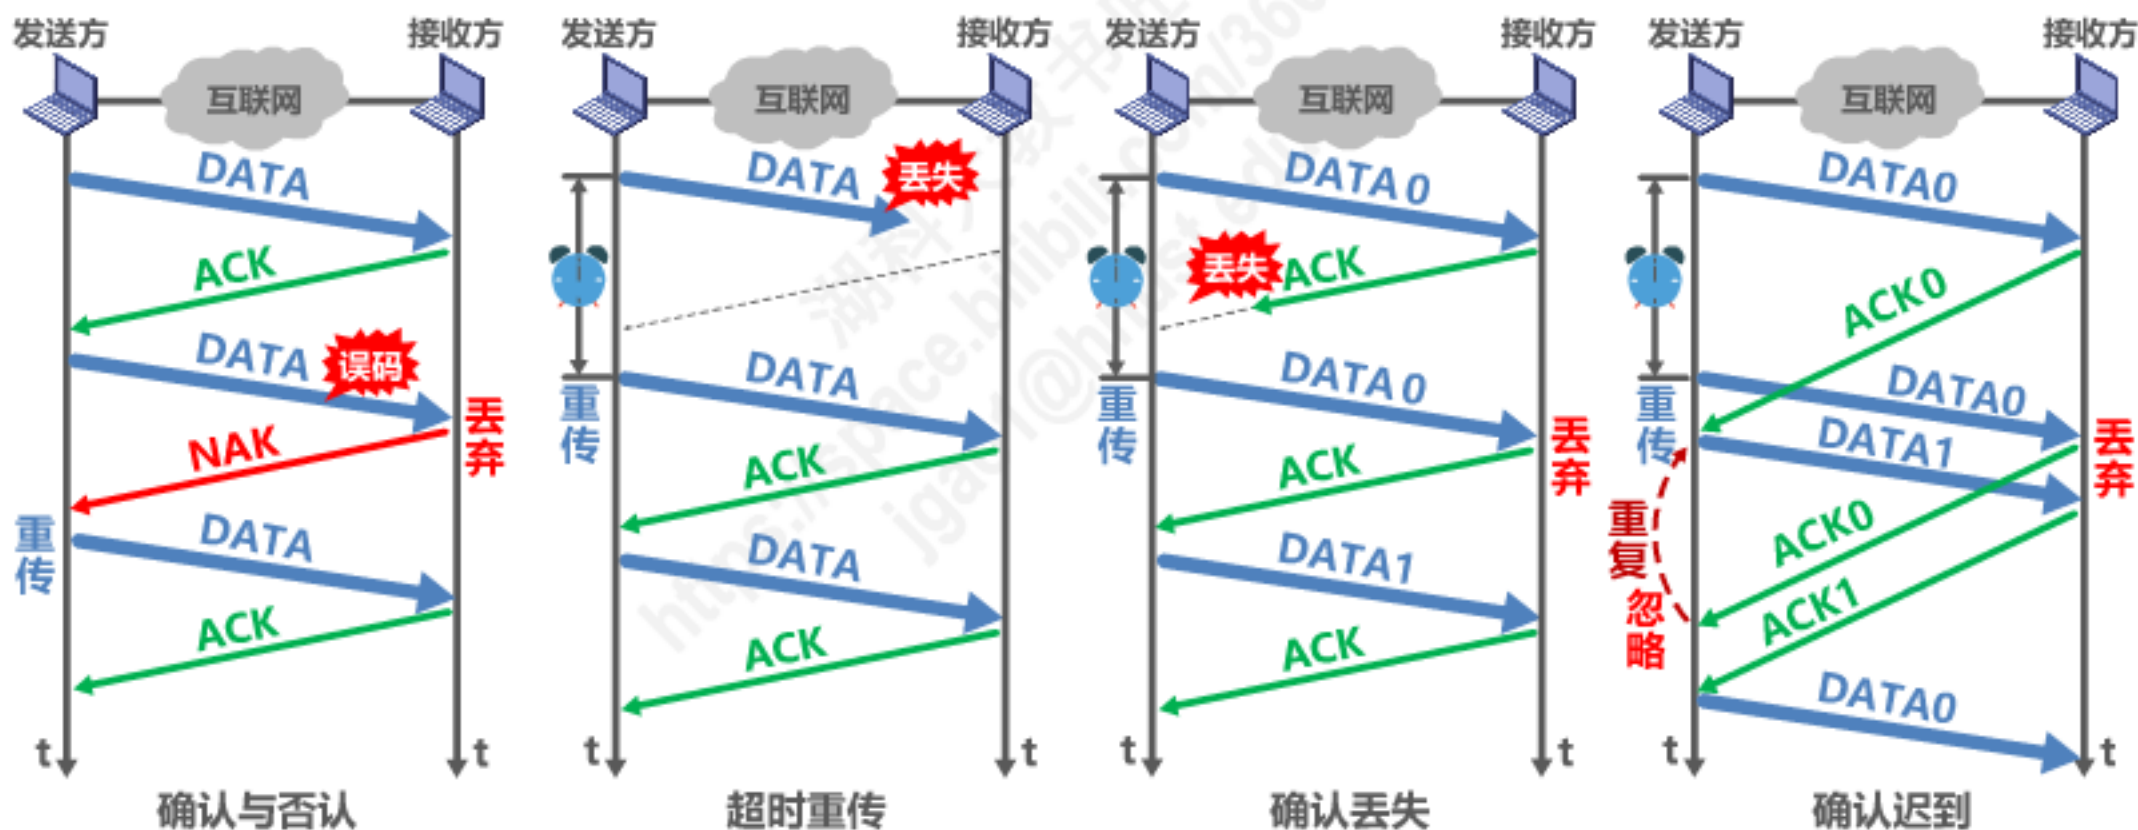 发送方
接收方
互联网
DATA
ACK
DATA
误码
丢弃
NAK
重传
DATA
ACK
t
t
确认与否认
发送方
接收方
互联网
DATA
丢失
重传
DATA
ACK
DATA
ACK
t
t
超时重传
发送方
接收方
互联网
DATA0
丢失
ACK
重传
DATA0
丢弃
ACK
DATA1
ACK
t
t
确认丢失
发送方
接收方
互联网
DATA0
ACK0
重传
DATA0
丢弃
DATA1
重复
ACK0
忽略
ACK1
DATA0
t
t
确认迟到